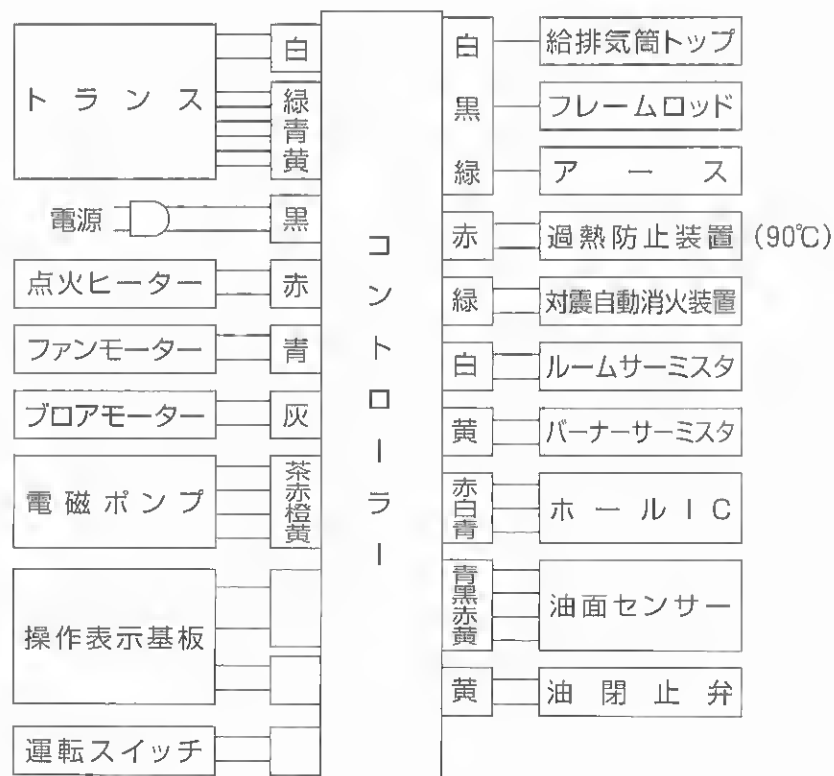 トランス
白
緑
青
黄
電源
黒
点火ヒーター
赤
ファンモーター
青
ブロアモーター
灰
電磁ポンプ
茶
赤
橙
黄
操作表示基板
運転スイッチ
コントローラー
白
給排気筒トップ
黒
フレームロッド
緑
アース
赤
過熱防止装置 (90℃)
緑
対震自動消火装置
白
ルームサーミスタ
黄
バーナーサーミスタ
赤
白
青
ホールIC
青
黒
赤
黄
油面センサー
黄
油閉止弁